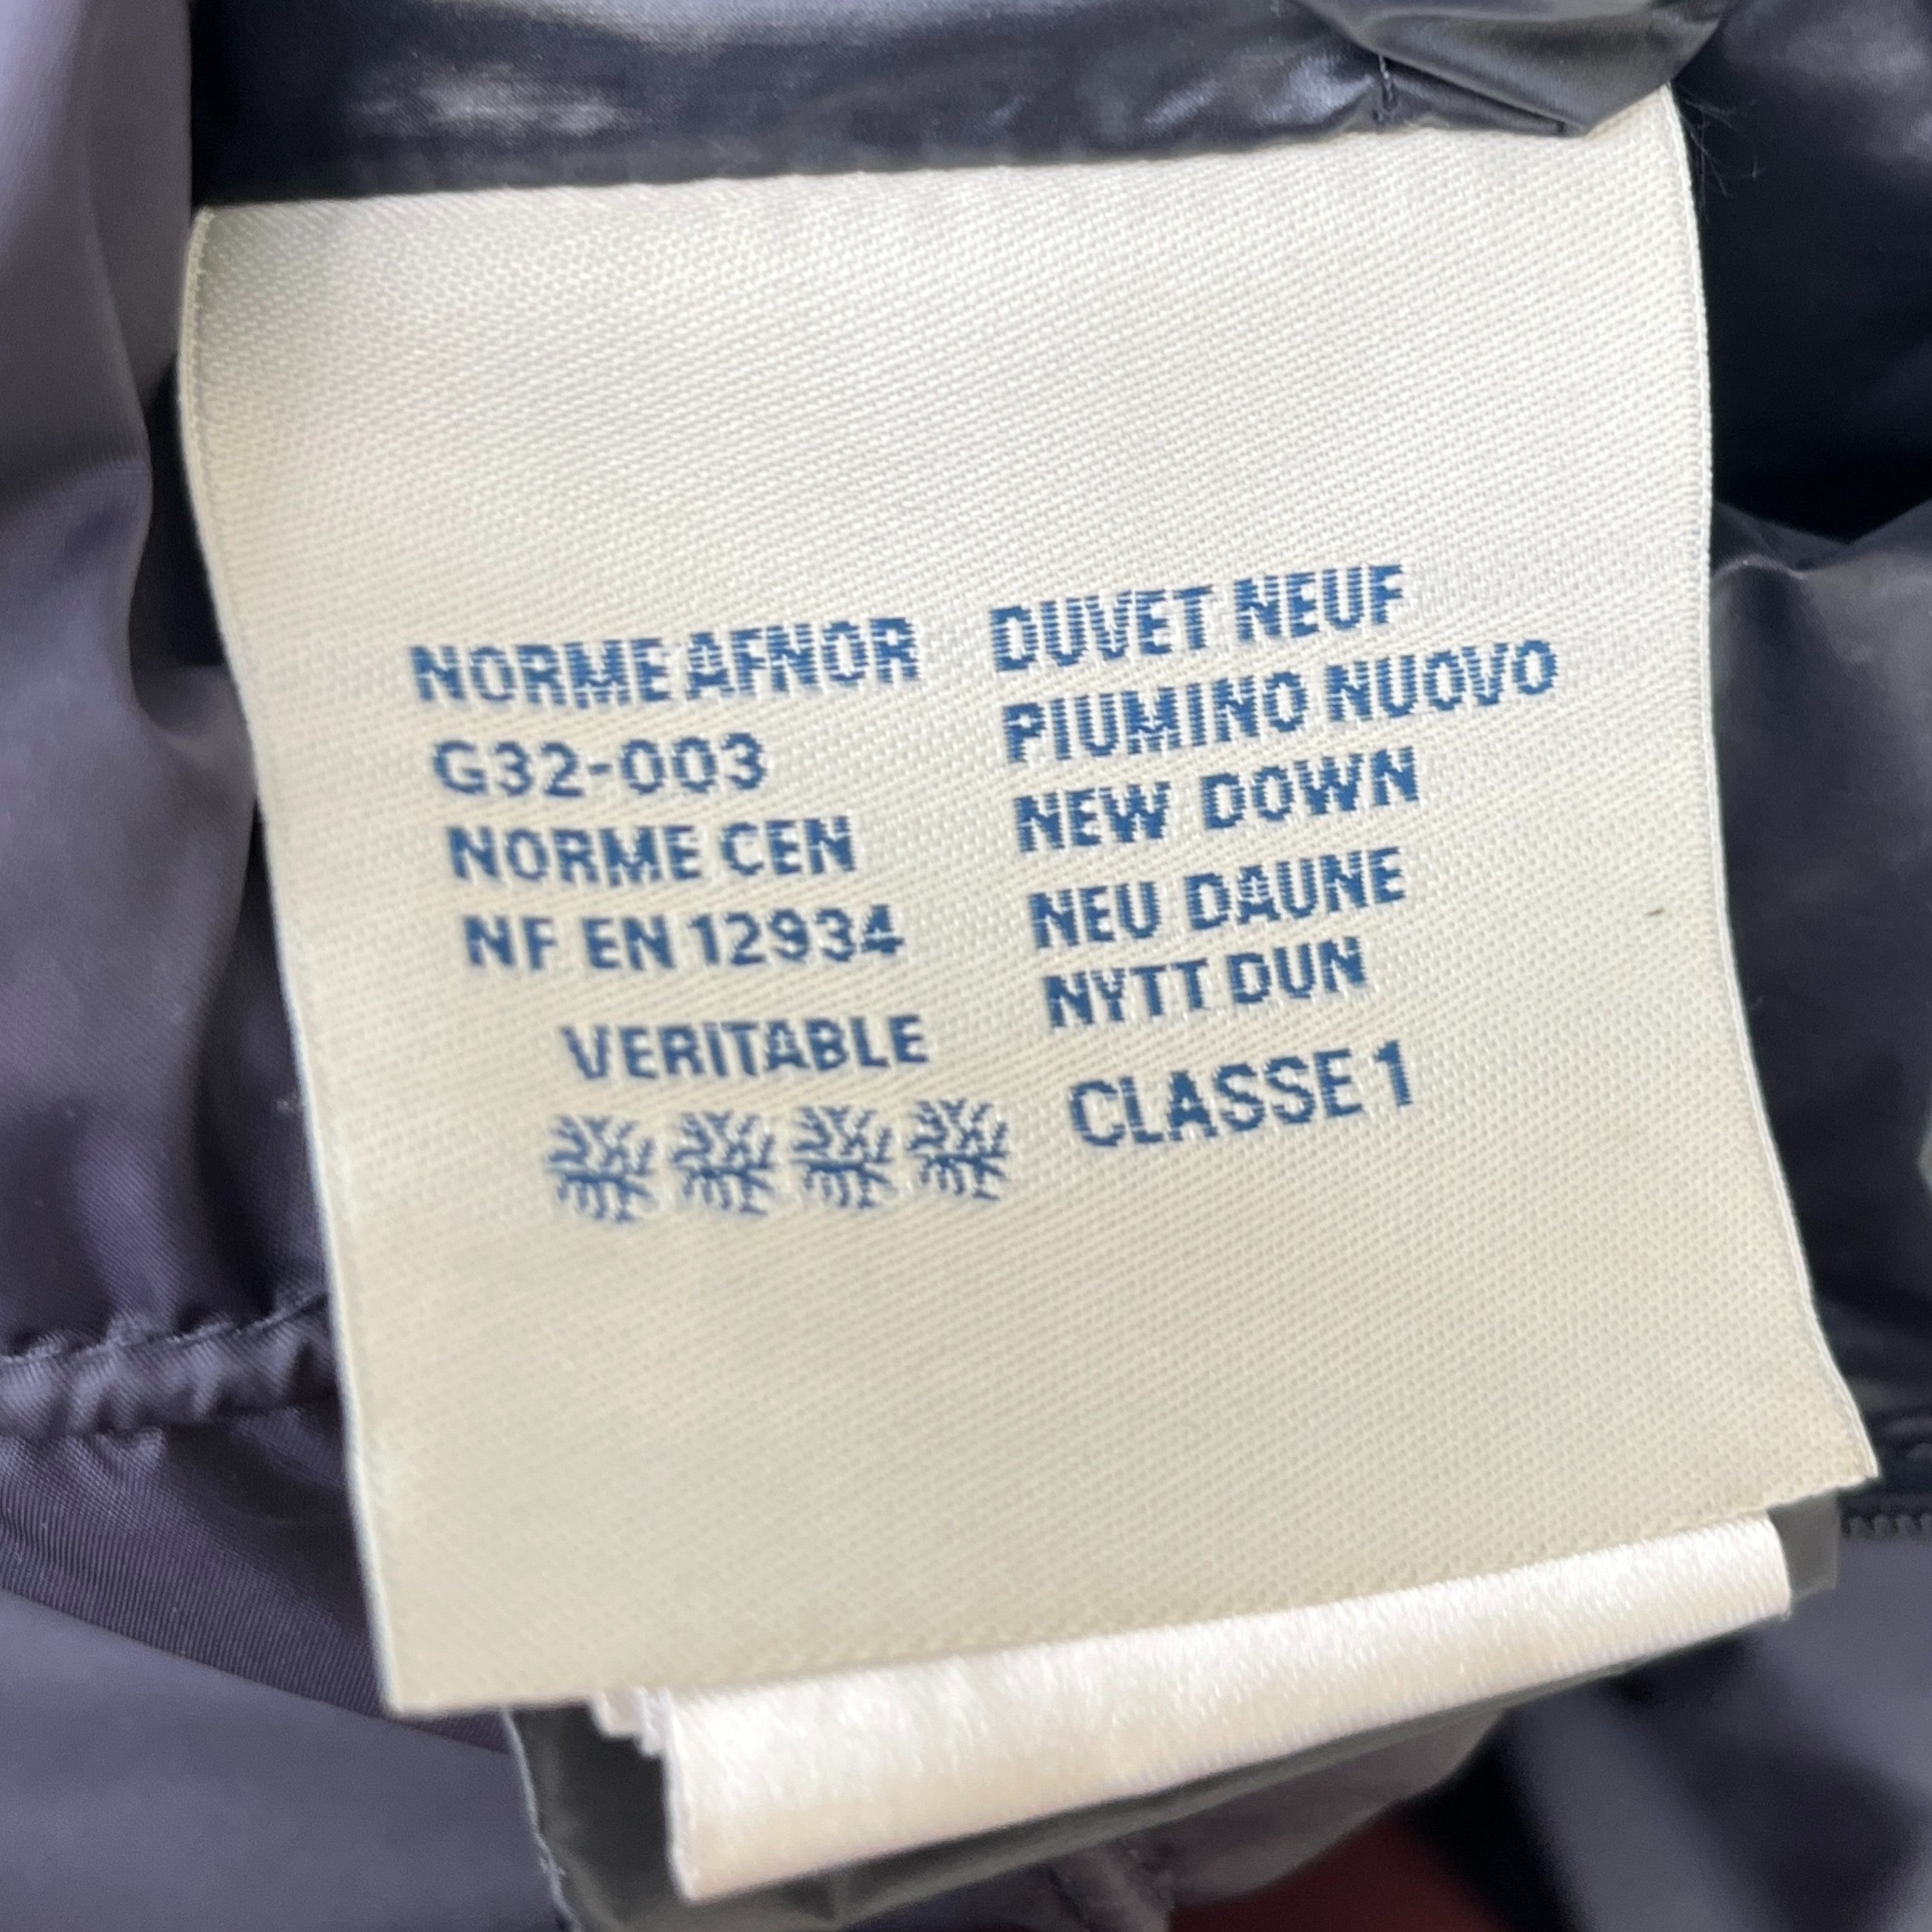 NORME AFNOR
G32-003
NORME CEN
NF EN 12934
VERITABLE
DUVET NEUF
PIUMINO NUOVO
NEW DOWN
NEU DAUNE
NYTT DUN
CLASSE 1